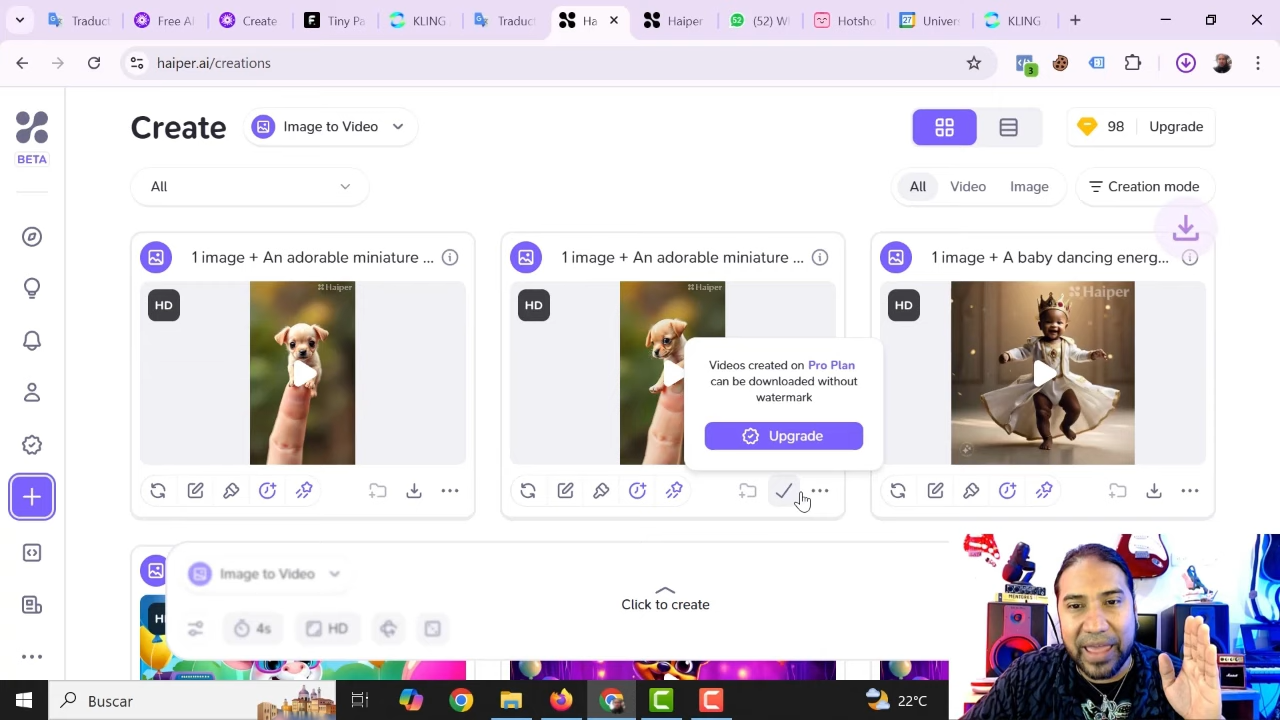 Traduct
Free AI
Create
Tiny Pa
KLING
Traduct
Ha
Haiper
(52) W
Hotsho
Univers
KLING
haiper.ai/creations
3
Create
Image to Video
98
Upgrade
BETA
All
All
Video
Image
Creation mode
1 image + An adorable miniature ...
1 image + An adorable miniature ...
1 image + A baby dancing energ...
HD
Haiper
HD
Haiper
HD
Haiper
Videos created on Pro Plan
can be downloaded without
watermark
Upgrade
Image to Video
Click to create
4s
HD
Buscar
22°C